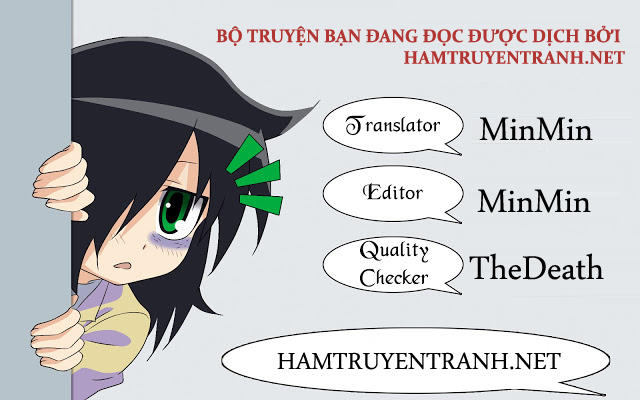 BỘ TRUYỆN BẠN ĐANG ĐỌC ĐƯỢC DỊCH BỞI
HAMTRUYENTRANH.NET
Translator MinMin
Editor MinMin
Quality
Checker TheDeath
HAMTRUYENTRANH.NET